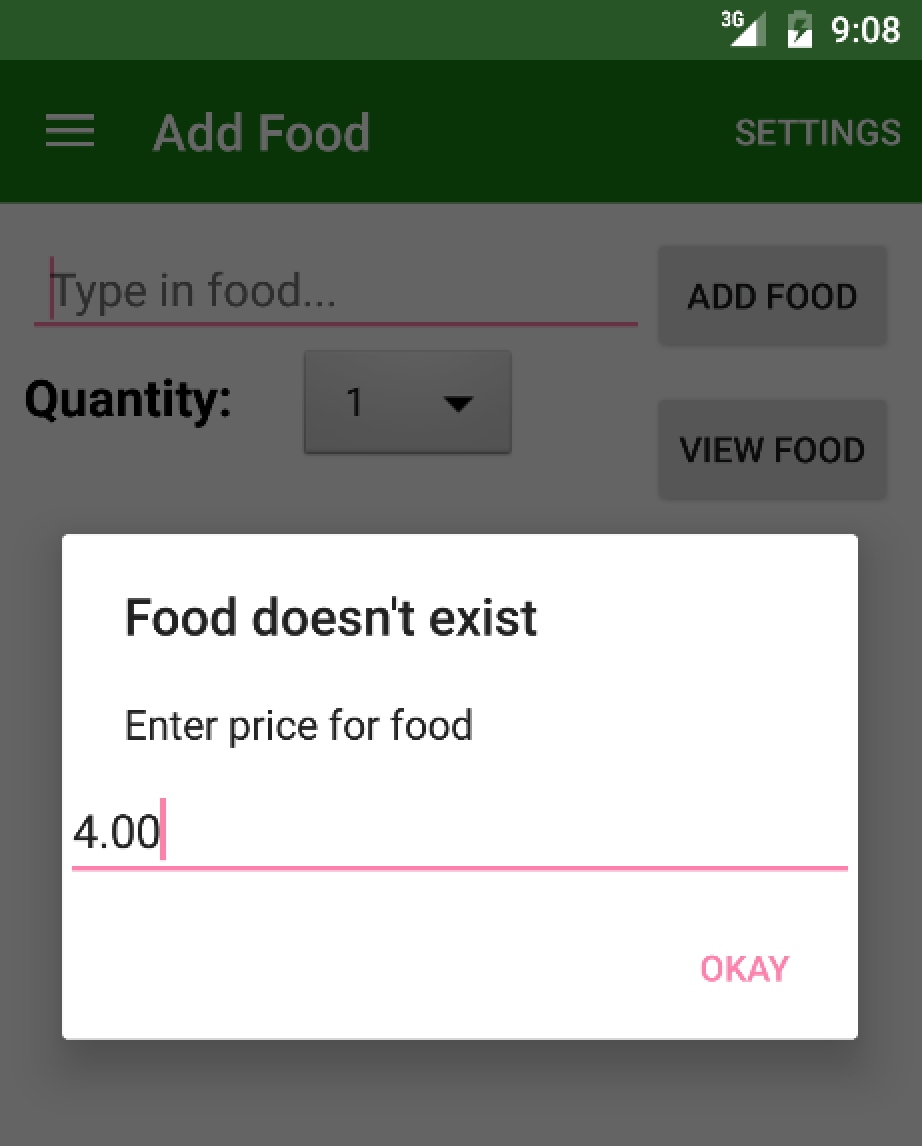 3G 9:08
Add Food SETTINGS
Type in food... ADD FOOD
Quantity: 1
VIEW FOOD
Food doesn't exist
Enter price for food
4.00
OKAY